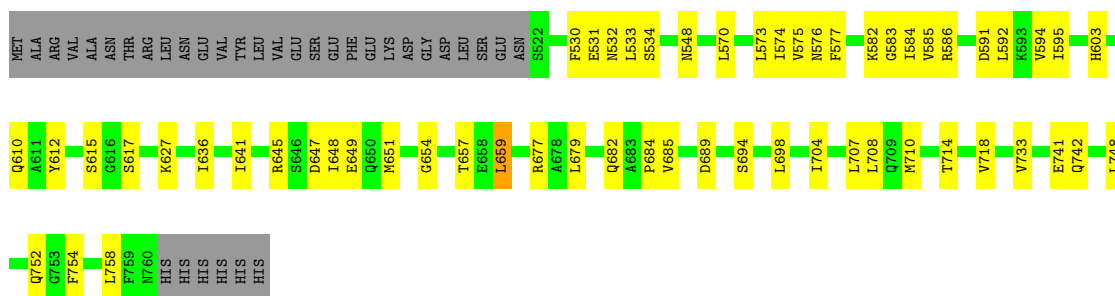 MET ALA ARG VAL ALA ASN THR ARG LEU ASN GLU VAL TYR LEU VAL GLU SER GLU PHE GLU LYS GLY ASP ASP LEU SER GLU ASN S522 F530 E531 N532 L533 S534 N548 L570 L573 I574 V575 N576 F577 K582 G583 I584 V585 R586 D591 L592 K593 V594 I595 H603
Q610 A611 Y612 S615 G616 S617 K627 I636 I641 R645 S646 D647 I648 E649 Q650 M651 G654 T657 E658 L659 R677 A678 L679 Q682 A683 P684 V685 D689 S694 L698 I704 L707 L708 Q709 M710 T714 V718 V733 E741 Q742 L748
Q752 G753 F754 L758 F759 N760 HIS HIS HIS HIS HIS HIS